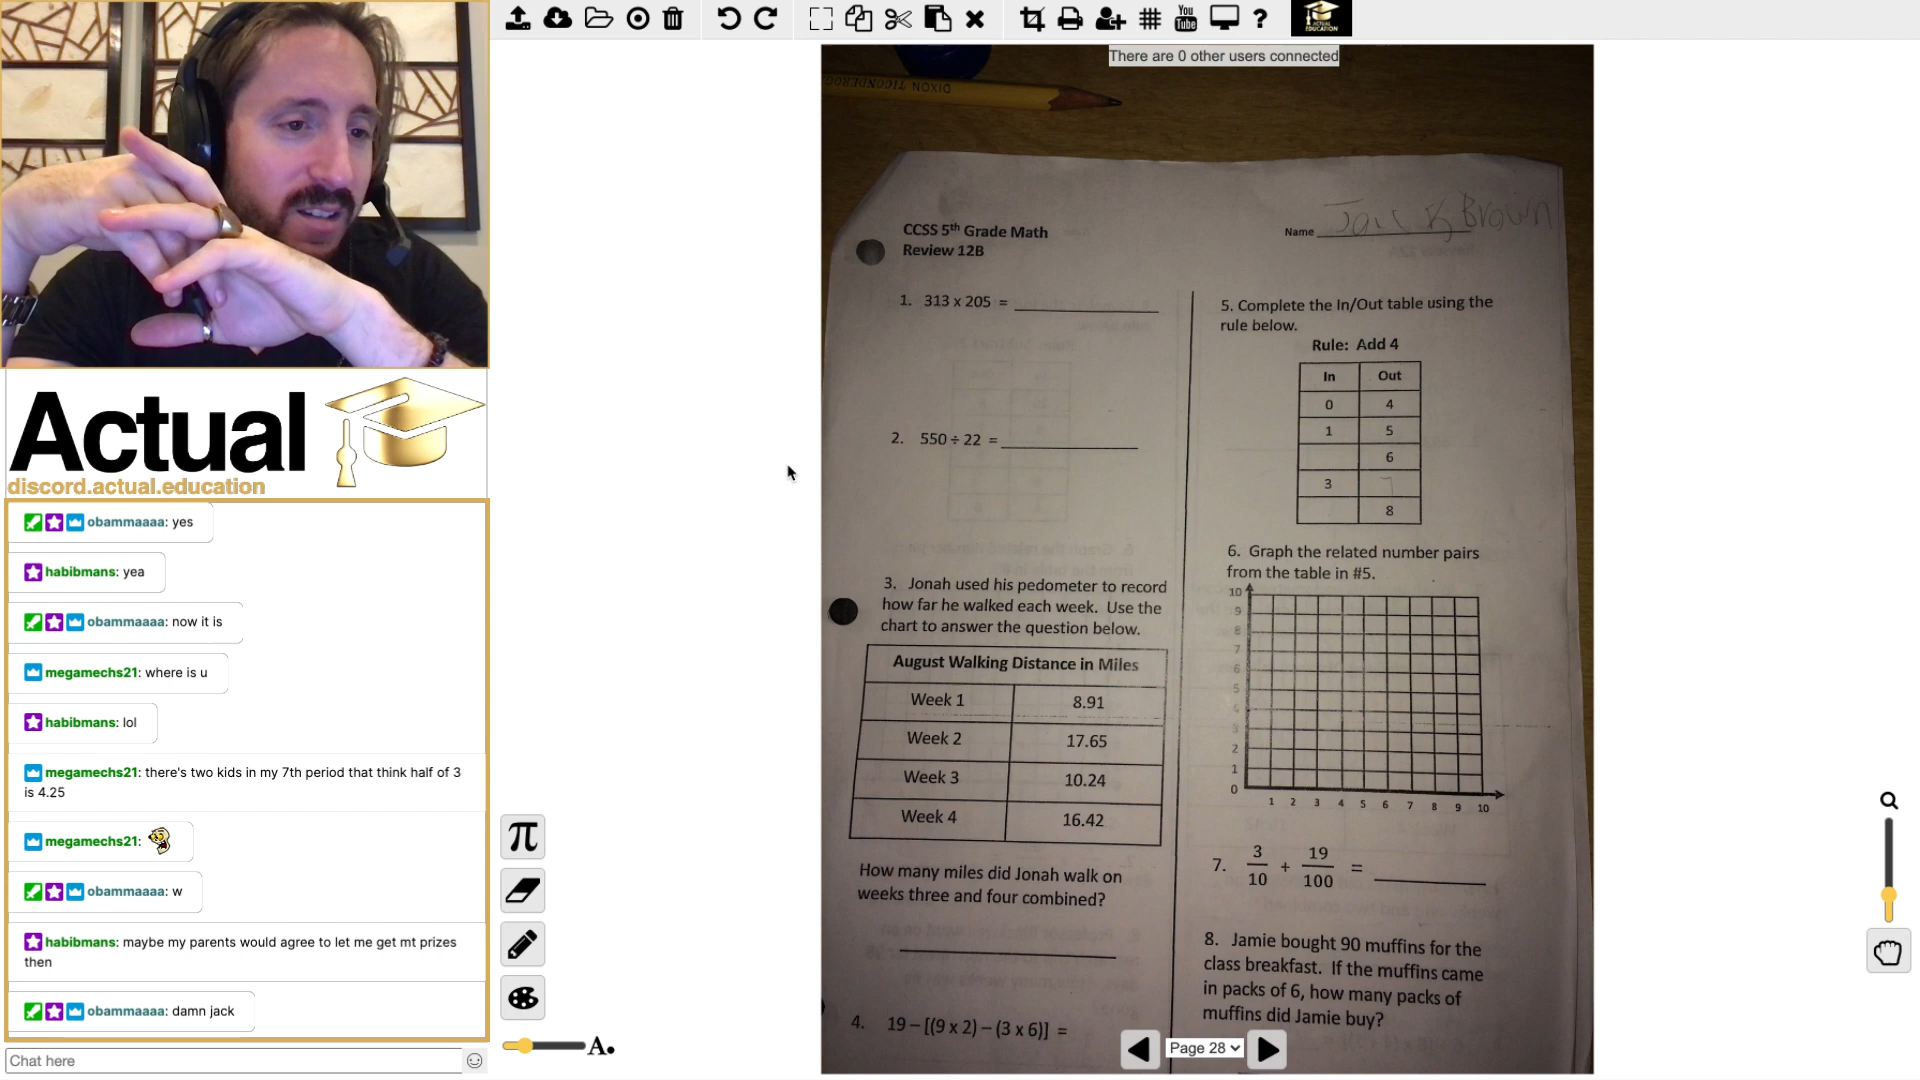 There are 0 other users connected
You
Tube
ACTUAL
EDUCATION
DIXON TICONDEROG
CCSS 5th Grade Math
Review 12B
Name Brown
1. 313 x 205 =
2. 550 ÷ 22 =
3. Jonah used his pedometer to record
how far he walked each week. Use the
chart to answer the question below.
August Walking Distance in Miles
Week 1 8.91
Week 2 17.65
Week 3 10.24
Week 4 16.42
How many miles did Jonah walk on
weeks three and four combined?
4. 19 – [(9 x 2) – (3 x 6)] =
5. Complete the In/Out table using the
rule below.
Rule: Add 4
In Out
0 4
1 5
6
3 7
8
6. Graph the related number pairs
from the table in #5.
10
9
8
7
6
5
4
3
2
1
0
1 2 3 4 5 6 7 8 9 10
7. 3/10 + 19/100 =
8. Jamie bought 90 muffins for the
class breakfast. If the muffins came
in packs of 6, how many packs of
muffins did Jamie buy?
Page 28
Actual
discord.actual.education
obammaaaa: yes
habibmans: yea
obammaaaa: now it is
megamechs21: where is u
habibmans: lol
megamechs21: there's two kids in my 7th period that think half of 3
is 4.25
megamechs21:
obammaaaa: w
habibmans: maybe my parents would agree to let me get mt prizes
then
obammaaaa: damn jack
Chat here
π
A